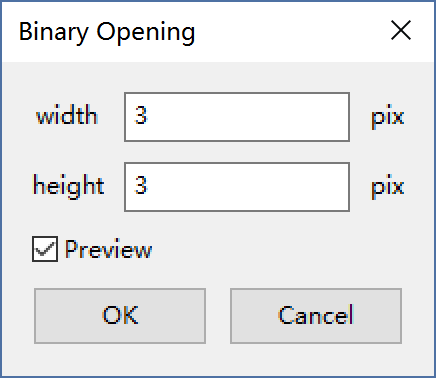 Binary Opening
width 3 pix
height 3 pix
Preview
OK Cancel